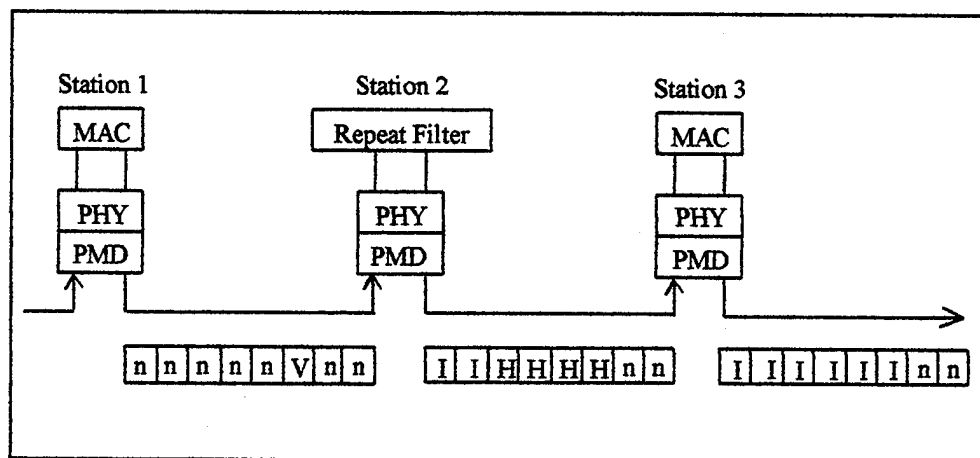 Station 1
Station 2
Station 3
MAC
Repeat Filter
MAC
PHY
PHY
PHY
PMD
PMD
PMD
n n n n n V n n
I I H H H H n n
I I I I I I n n